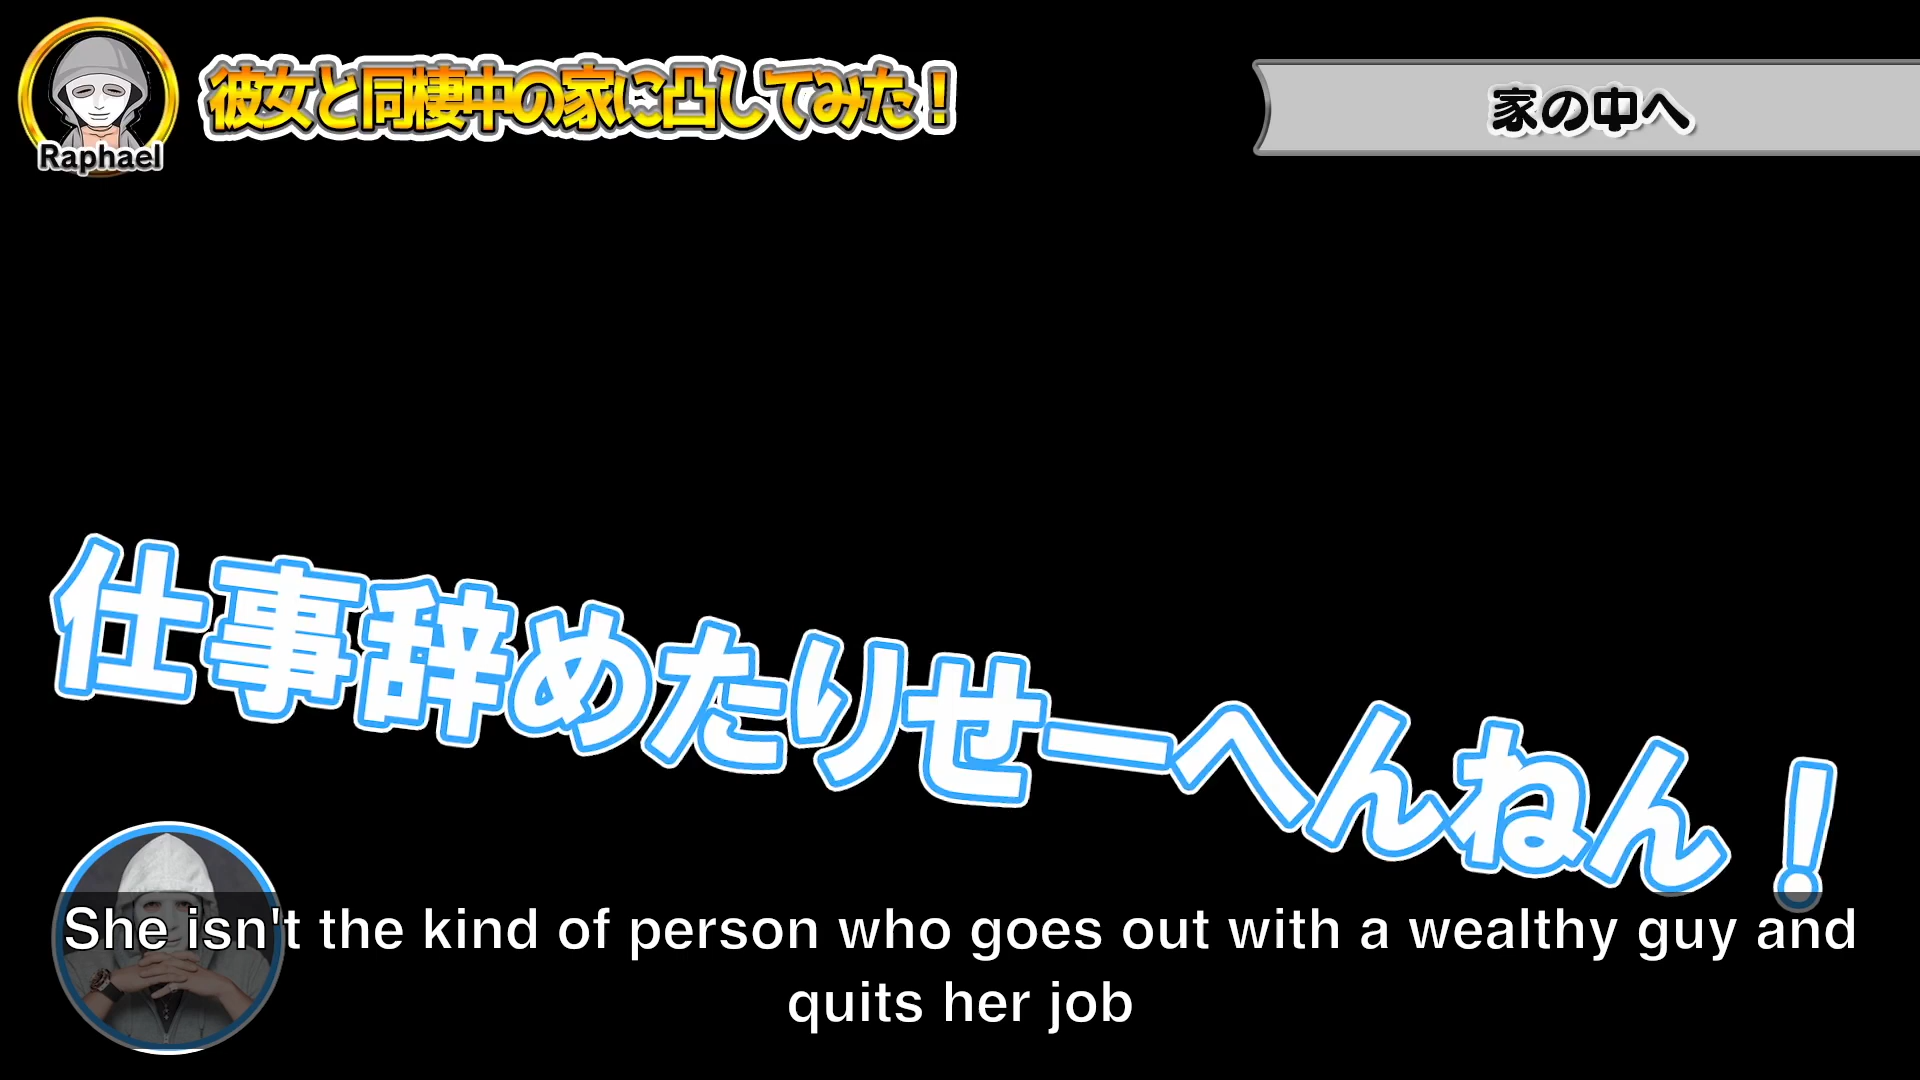 彼女と同棲中の家に凸してみた！
家の中へ
Raphael
仕事辞めたりせーへんねん！
She isn't the kind of person who goes out with a wealthy guy and
quits her job